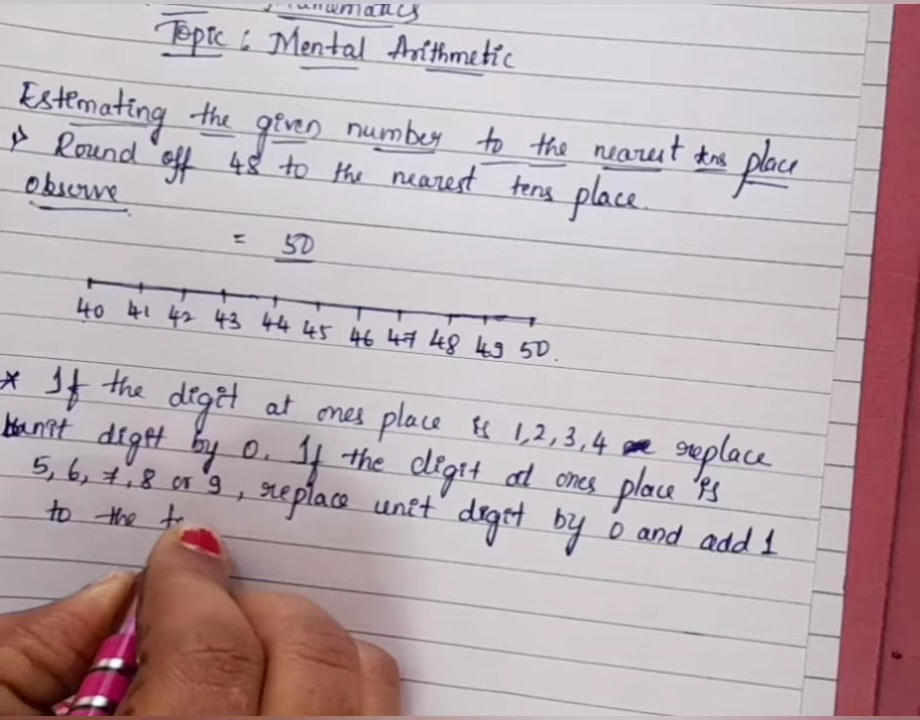 Mathematics
Topic : Mental Arithmetic
Estemating the given number to the nearest tens place
Round off 48 to the nearest tens place.
observe
= 50
40 41 42 43 44 45 46 47 48 49 50.
* If the digit at ones place is 1,2,3,4 replace
unit digit by 0. If the digit at ones place is
5, 6, 7, 8 or 9, replace unit digit by 0 and add 1
to the